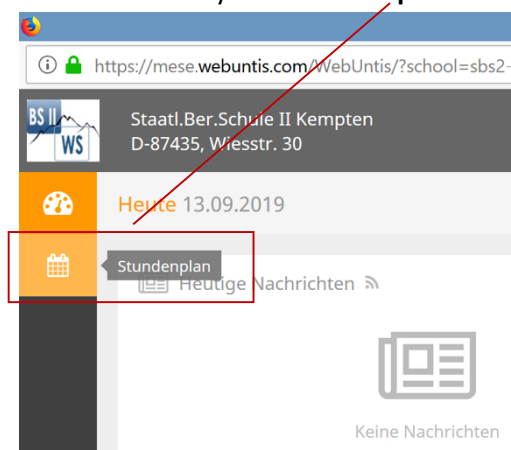 https://mese.webuntis.com/WebUntis/?school=sbs2-
BS II
WS
Staatl.Ber.Schule II Kempten
D-87435, Wiesstr. 30
Heute 13.09.2019
Stundenplan
Heutige Nachrichten
Keine Nachrichten